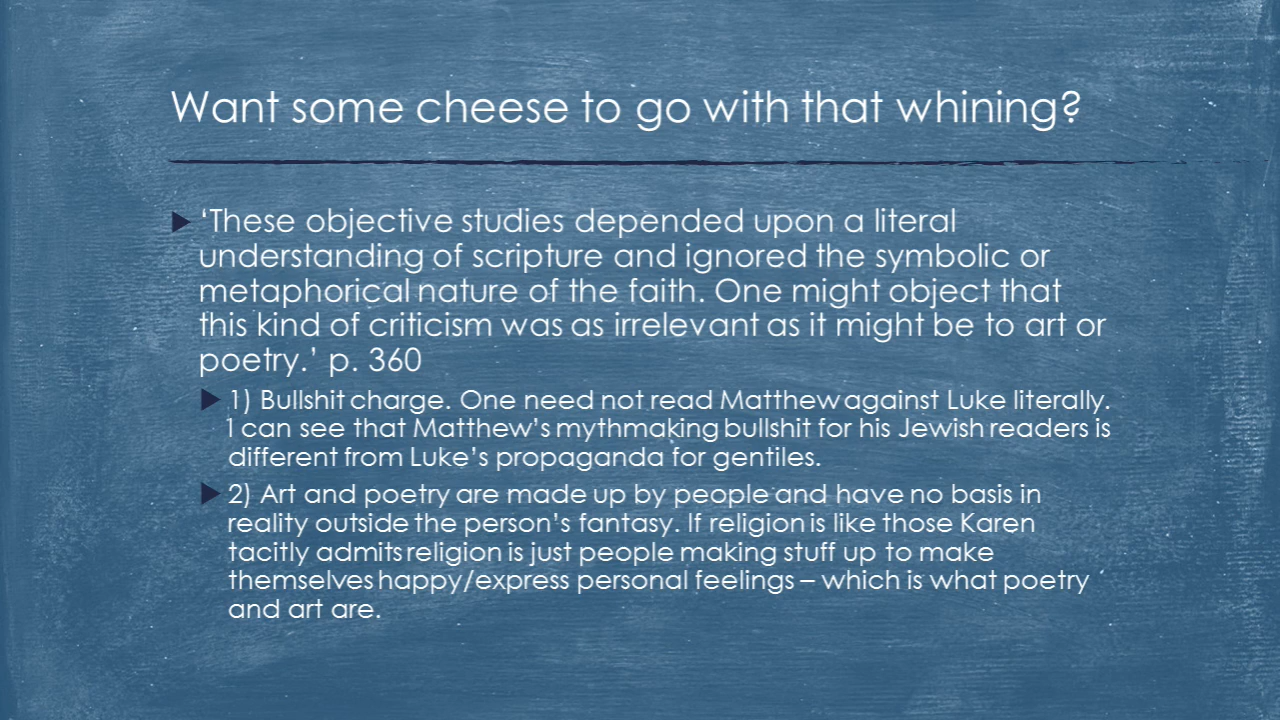 Want some cheese to go with that whining?
‘These objective studies depended upon a literal
understanding of scripture and ignored the symbolic or
metaphorical nature of the faith. One might object that
this kind of criticism was as irrelevant as it might be to art or
poetry.’ p. 360
1) Bullshit charge. One need not read Matthew against Luke literally.
I can see that Matthew’s mythmaking bullshit for his Jewish readers is
different from Luke’s propaganda for gentiles.
2) Art and poetry are made up by people and have no basis in
reality outside the person’s fantasy. If religion is like those Karen
tacitly admits religion is just people making stuff up to make
themselves happy/express personal feelings – which is what poetry
and art are.